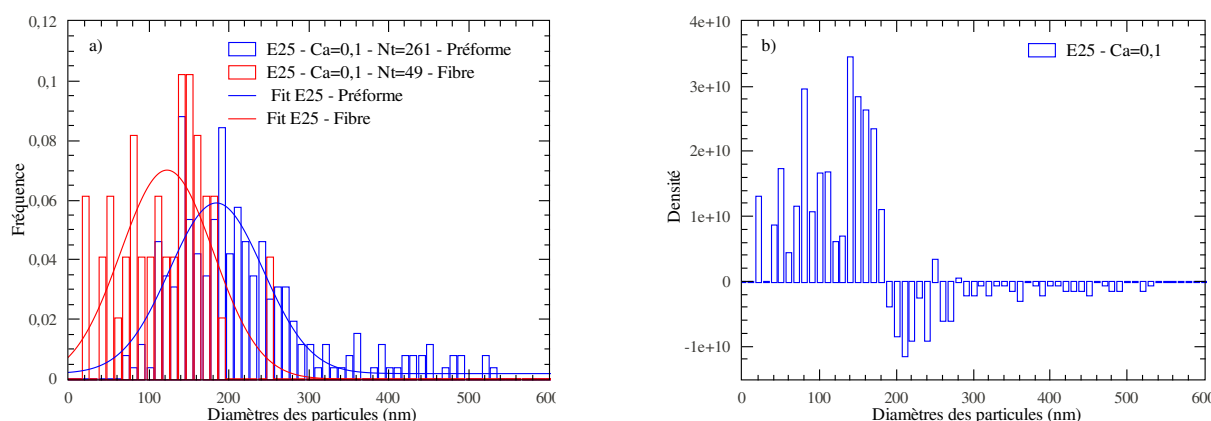 a)
E25 - Ca=0,1 - Nt=261 - Préforme
E25 - Ca=0,1 - Nt=49 - Fibre
Fit E25 - Préforme
Fit E25 - Fibre
0,12
0,1
0,08
0,06
0,04
0,02
0
Fréquence
0
100
200
300
400
500
600
Diamètres des particules (nm)
b)
E25 - Ca=0,1
4e+10
3e+10
2e+10
1e+10
0
-1e+10
Densité
0
100
200
300
400
500
600
Diamètres des particules (nm)